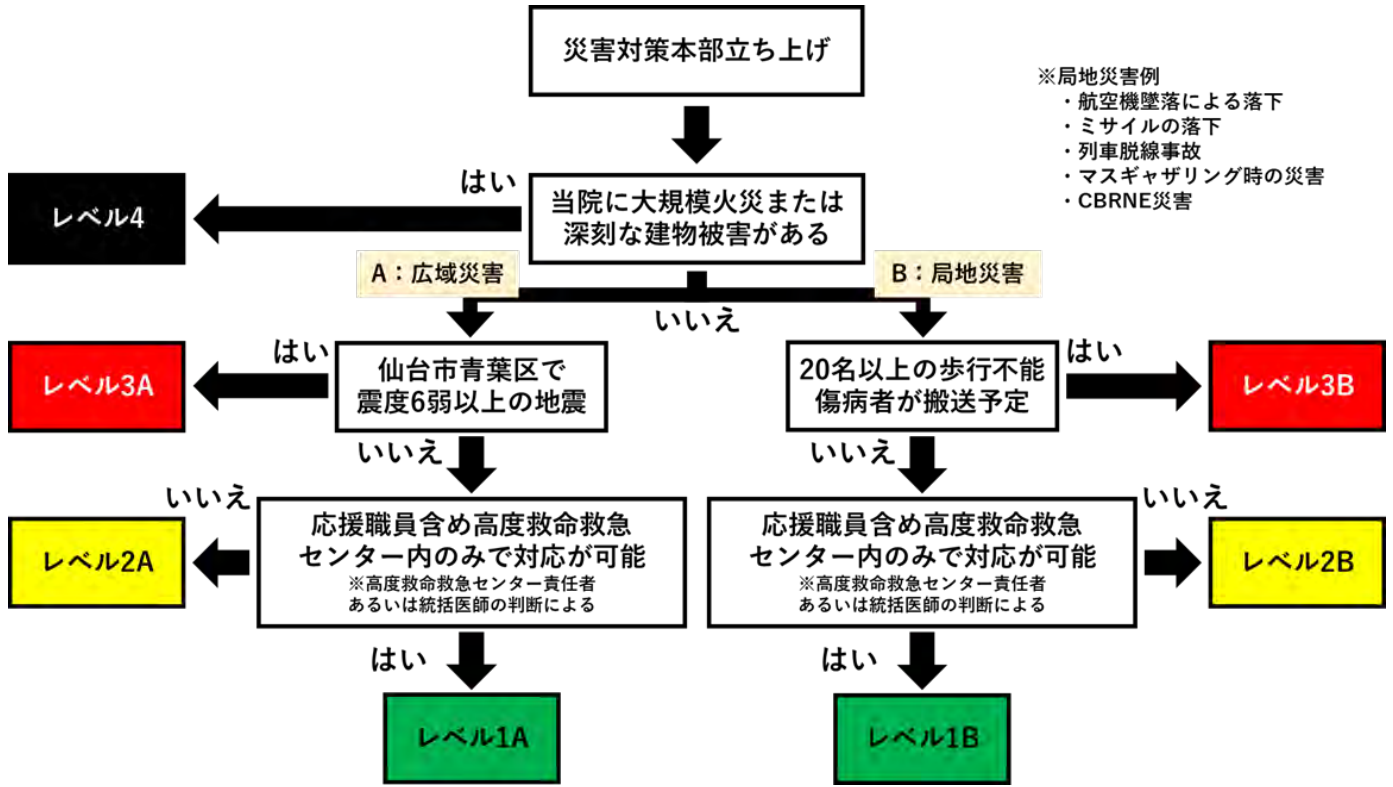 災害対策本部立ち上げ
※局地災害例
・航空機墜落による落下
・ミサイルの落下
・列車脱線事故
・マスギャザリング時の災害
・CBRNE災害
はい
レベル4
当院に大規模火災または
深刻な建物被害がある
A：広域災害
B：局地災害
いいえ
はい
レベル3A
仙台市青葉区で
震度6弱以上の地震
20名以上の歩行不能
傷病者が搬送予定
はい
レベル3B
いいえ
いいえ
いいえ
レベル2A
応援職員含め高度救命救急
センター内のみで対応が可能
※高度救命救急センター責任者
あるいは統括医師の判断による
応援職員含め高度救命救急
センター内のみで対応が可能
※高度救命救急センター責任者
あるいは統括医師の判断による
いいえ
レベル2B
はい
はい
レベル1A
レベル1B